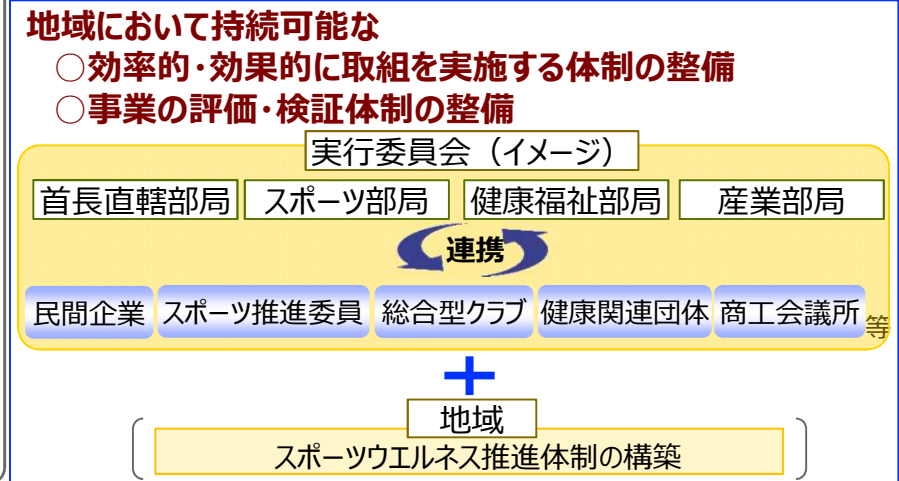 地域において持続可能な
○効率的・効果的に取組を実施する体制の整備
○事業の評価・検証体制の整備
実行委員会（イメージ）
首長直轄部局 スポーツ部局 健康福祉部局 産業部局
連携
民間企業 スポーツ推進委員 総合型クラブ 健康関連団体 商工会議所 等
＋
地域
スポーツウエルネス推進体制の構築